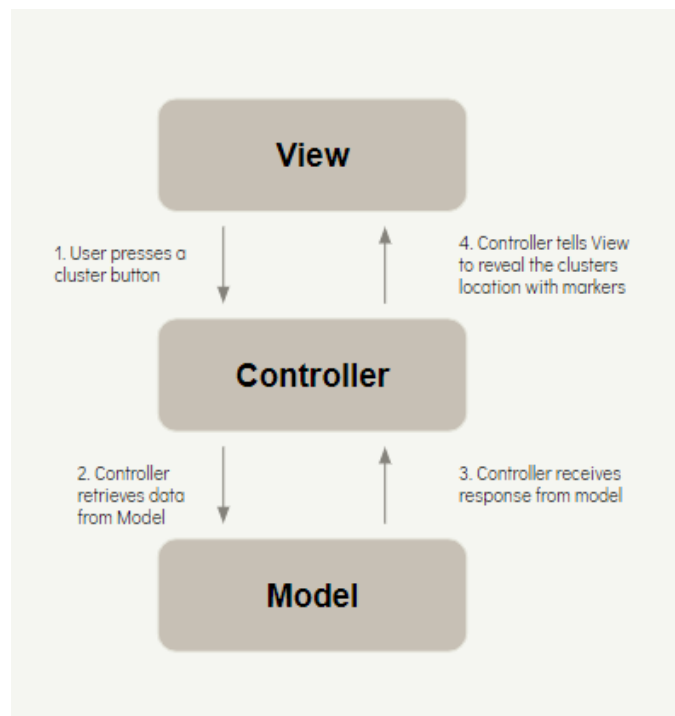 View
1. User presses a
cluster button
4. Controller tells View
to reveal the clusters
location with markers
Controller
2. Controller
retrieves data
from Model
3. Controller receives
response from model
Model